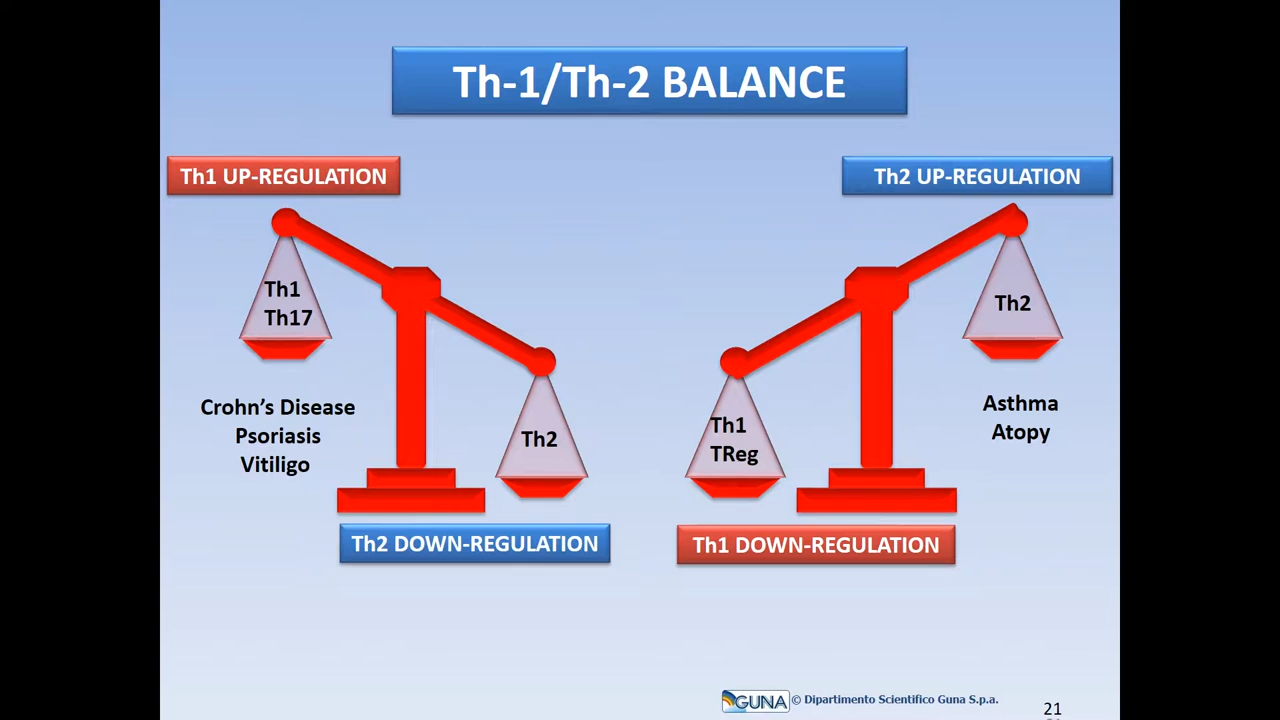 Th-1/Th-2 BALANCE
Th1 UP-REGULATION
Th2 UP-REGULATION
Th1
Th17
Th2
Crohn's Disease
Psoriasis
Vitiligo
Th2
Th1
TReg
Asthma
Atopy
Th2 DOWN-REGULATION
Th1 DOWN-REGULATION
GUNA
© Dipartimento Scientifico Guna S.p.a.
21